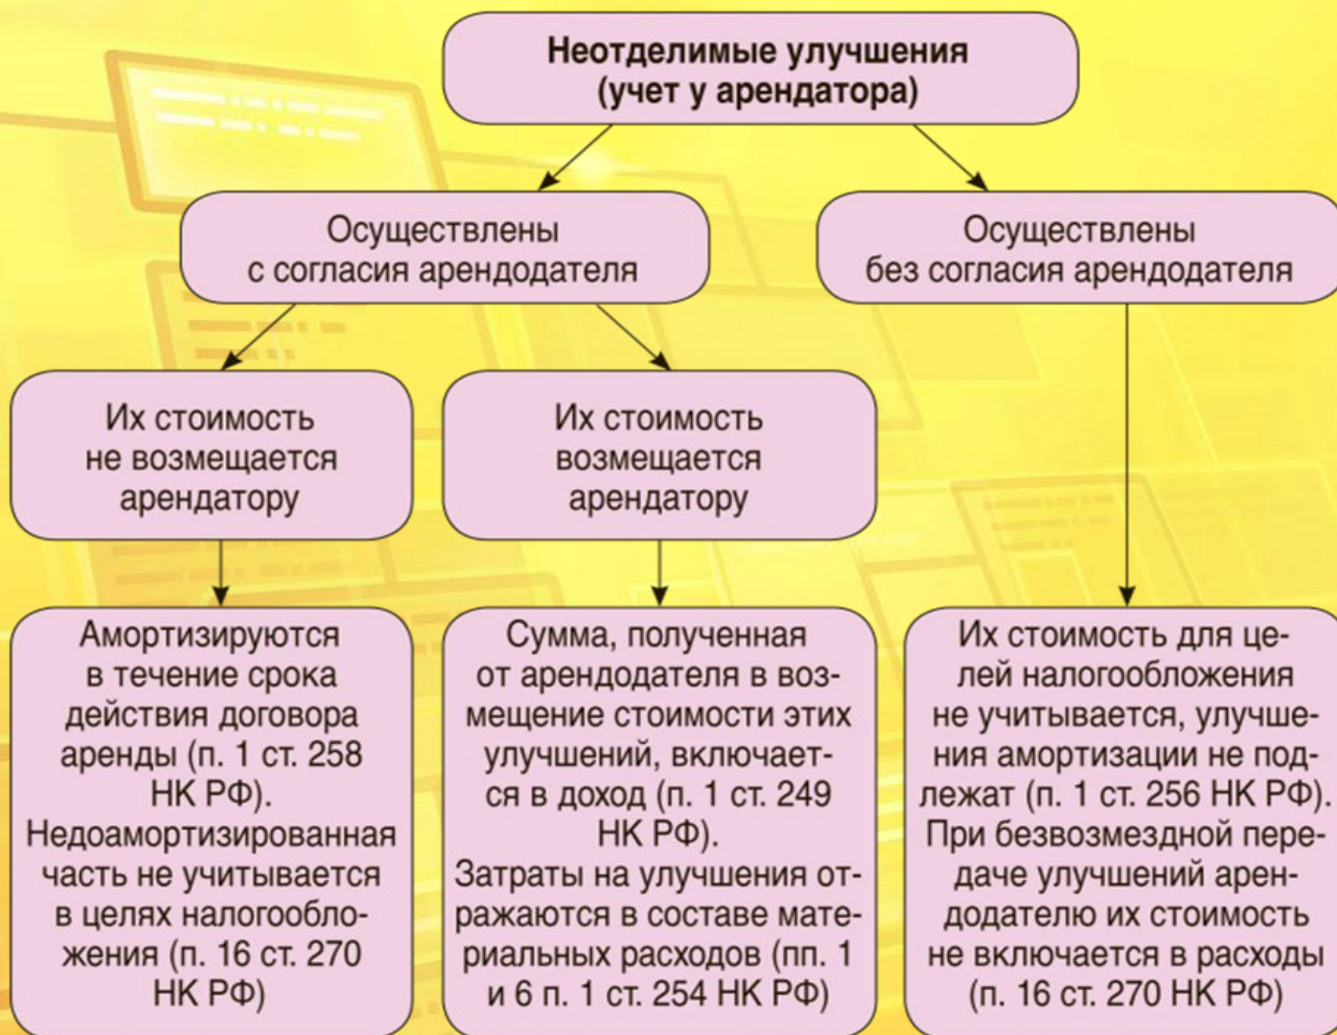 Неотделимые улучшения
(учет у арендатора)
Осуществлены
с согласия арендодателя
Осуществлены
без согласия арендодателя
Их стоимость
не возмещается
арендатору
Их стоимость
возмещается
арендатору
Амортизируются
в течение срока
действия договора
аренды (п. 1 ст. 258
НК РФ).
Недоамортизированная
часть не учитывается
в целях налогообло-
жения (п. 16 ст. 270
НК РФ)
Сумма, полученная
от арендодателя в воз-
мещение стоимости этих
улучшений, включает-
ся в доход (п. 1 ст. 249
НК РФ).
Затраты на улучшения от-
ражаются в составе мате-
риальных расходов (пп. 1
и 6 п. 1 ст. 254 НК РФ)
Их стоимость для це-
лей налогообложения
не учитывается, улучше-
ния амортизации не под-
лежат (п. 1 ст. 256 НК РФ).
При безвозмездной пере-
даче улучшений арен-
додателю их стоимость
не включается в расходы
(п. 16 ст. 270 НК РФ)